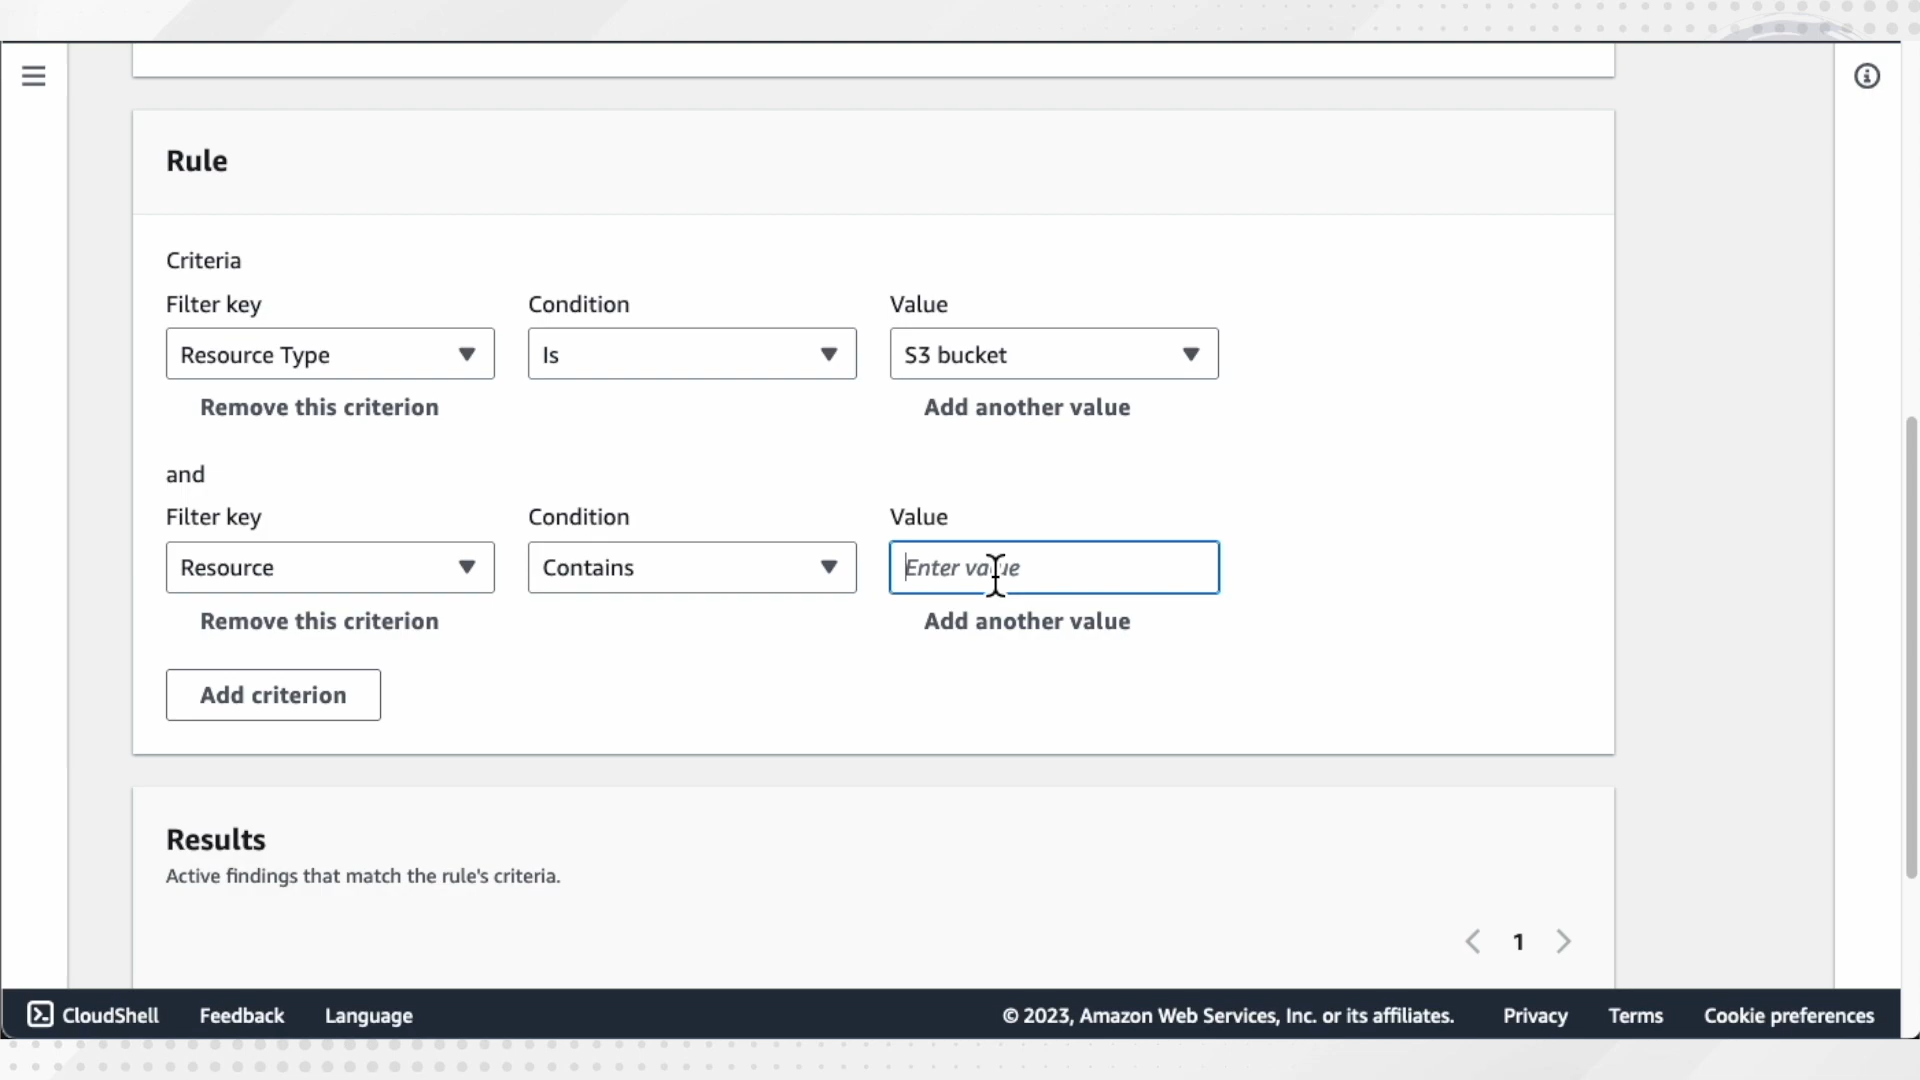 Rule
Criteria
Filter key Condition Value
Resource Type Is S3 bucket
Remove this criterion Add another value
and
Filter key Condition Value
Resource Contains Enter value
Remove this criterion Add another value
Add criterion
Results
Active findings that match the rule's criteria.
1
CloudShell Feedback Language © 2023, Amazon Web Services, Inc. or its affiliates. Privacy Terms Cookie preferences